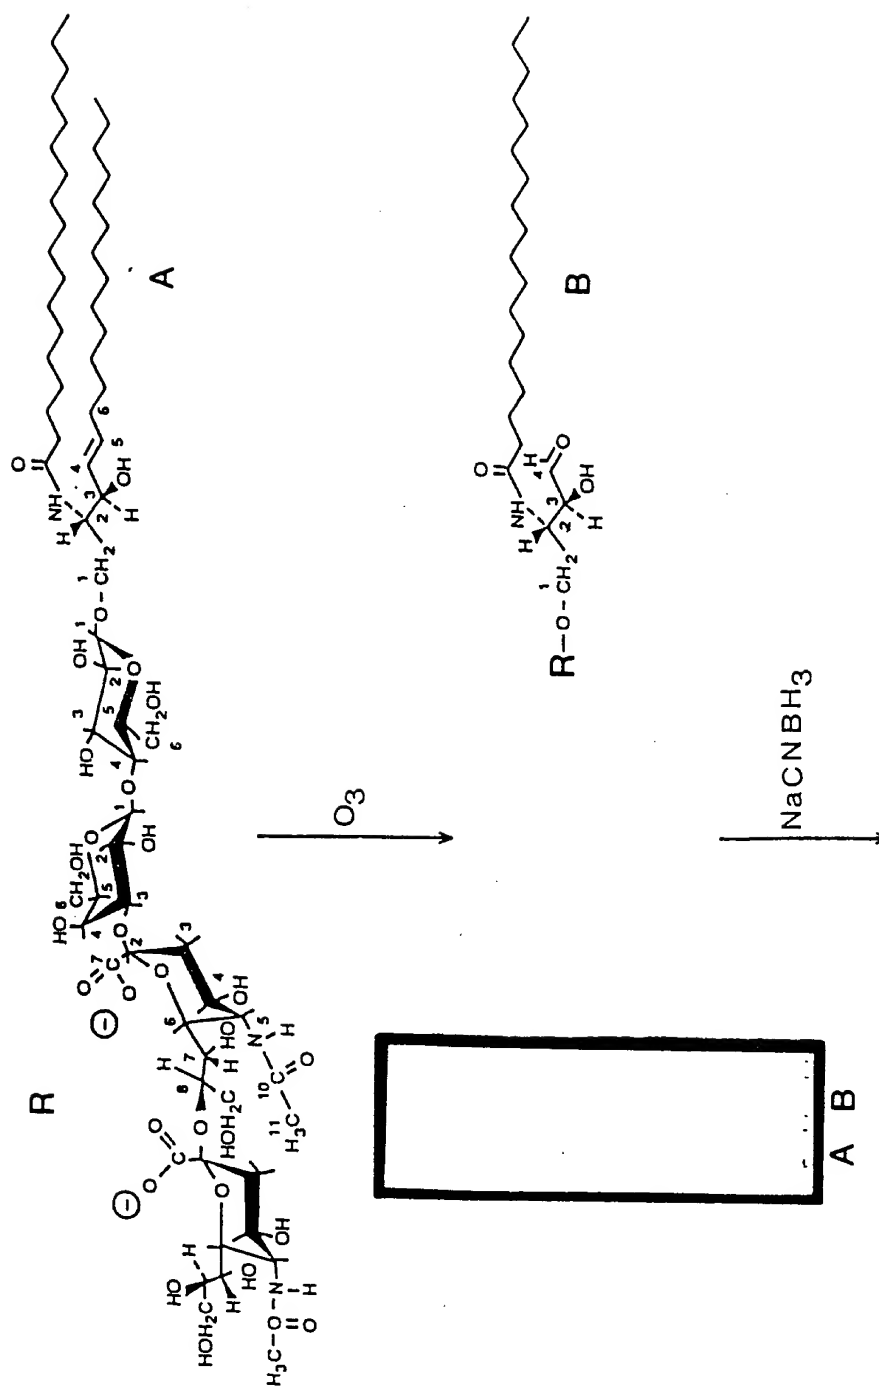 R
A
⊖
O
O
C
O
O
HO
H
HOH2C
H
HO
OH
H3C-O-N-H
O
H
HOH2C
8
7
H
HO
6
O
5
N
H
4
OH
3
2
C
O
10
11
H3C
⊖
O
O
C
7
O
HO
6
CH2OH
O
5
4
3
2
OH
1
O
HO
4
3
5
2
OH
1
O
CH2OH
6
O-CH2
1
H
2
NH
O
3
H
OH
4
5
6
O3
B
R-O-CH2
1
H
2
NH
O
3
H
OH
4
H
O
NaCNBH3
A B